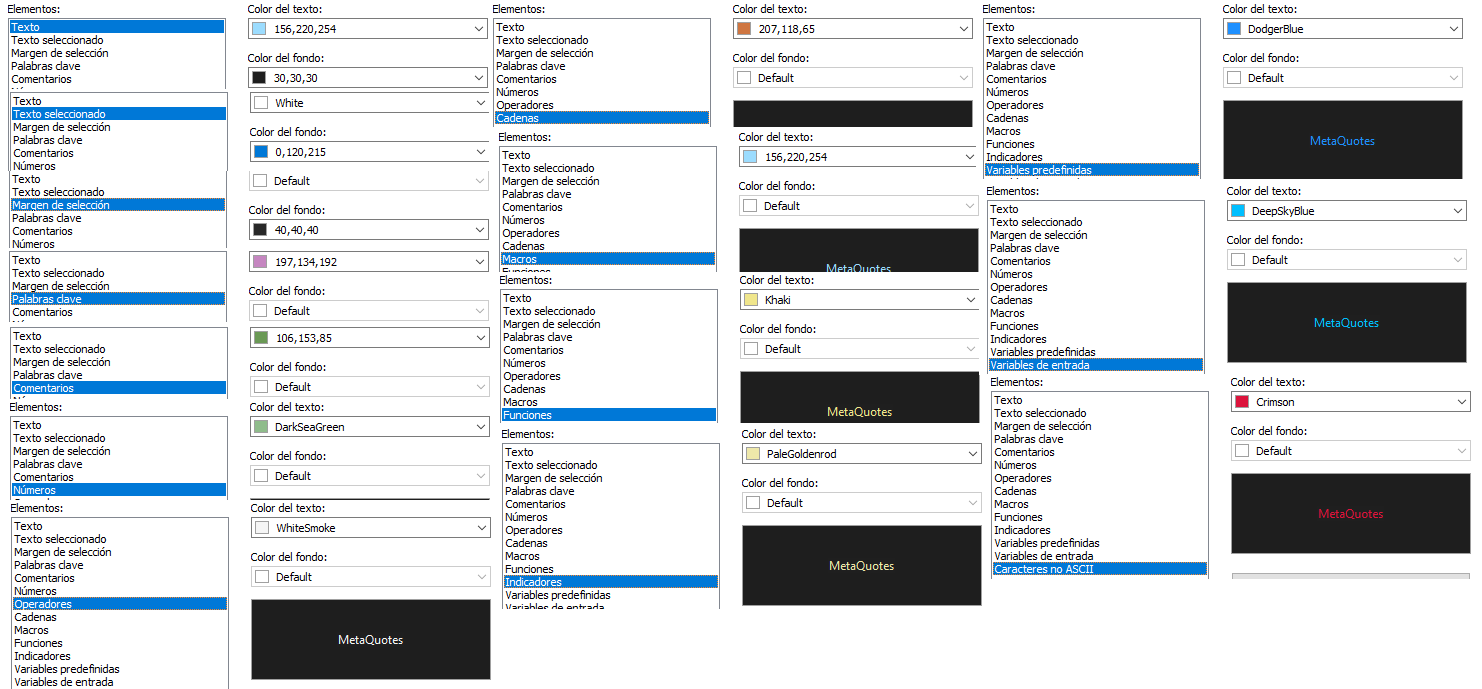 Elementos:
Texto
Texto seleccionado
Margen de selección
Palabras clave
Comentarios
Color del texto:
156,220,254
Color del fondo:
30,30,30
Texto
Texto seleccionado
Margen de selección
Palabras clave
Comentarios
Números
White
Color del fondo:
0,120,215
Texto
Texto seleccionado
Margen de selección
Palabras clave
Comentarios
Números
Default
Color del fondo:
40,40,40
Texto
Texto seleccionado
Margen de selección
Palabras clave
Comentarios
197,134,192
Color del fondo:
Default
Texto
Texto seleccionado
Margen de selección
Palabras clave
Comentarios
106,153,85
Color del fondo:
Default
Elementos:
Texto
Texto seleccionado
Margen de selección
Palabras clave
Comentarios
Números
Color del texto:
DarkSeaGreen
Color del fondo:
Default
Elementos:
Texto
Texto seleccionado
Margen de selección
Palabras clave
Comentarios
Números
Operadores
Cadenas
Macros
Funciones
Indicadores
Variables predefinidas
Variables de entrada
Color del texto:
WhiteSmoke
Color del fondo:
Default
MetaQuotes
Elementos:
Texto
Texto seleccionado
Margen de selección
Palabras clave
Comentarios
Números
Operadores
Cadenas
Color del texto:
207,118,65
Color del fondo:
Default
Elementos:
Texto
Texto seleccionado
Margen de selección
Palabras clave
Comentarios
Números
Operadores
Cadenas
Macros
Funciones
Color del texto:
156,220,254
Color del fondo:
Default
MetaQuotes
Elementos:
Texto
Texto seleccionado
Margen de selección
Palabras clave
Comentarios
Números
Operadores
Cadenas
Macros
Funciones
Color del texto:
Khaki
Color del fondo:
Default
MetaQuotes
Elementos:
Texto
Texto seleccionado
Margen de selección
Palabras clave
Comentarios
Números
Operadores
Cadenas
Macros
Funciones
Indicadores
Variables predefinidas
Variables de entrada
Color del texto:
PaleGoldenrod
Color del fondo:
Default
MetaQuotes
Elementos:
Texto
Texto seleccionado
Margen de selección
Palabras clave
Comentarios
Números
Operadores
Cadenas
Macros
Funciones
Indicadores
Variables predefinidas
Color del texto:
DodgerBlue
Color del fondo:
Default
MetaQuotes
Elementos:
Texto
Texto seleccionado
Margen de selección
Palabras clave
Comentarios
Números
Operadores
Cadenas
Macros
Funciones
Indicadores
Variables predefinidas
Variables de entrada
Color del texto:
DeepSkyBlue
Color del fondo:
Default
MetaQuotes
Elementos:
Texto
Texto seleccionado
Margen de selección
Palabras clave
Comentarios
Números
Operadores
Cadenas
Macros
Funciones
Indicadores
Variables predefinidas
Variables de entrada
Caracteres no ASCII
Color del texto:
Crimson
Color del fondo:
Default
MetaQuotes